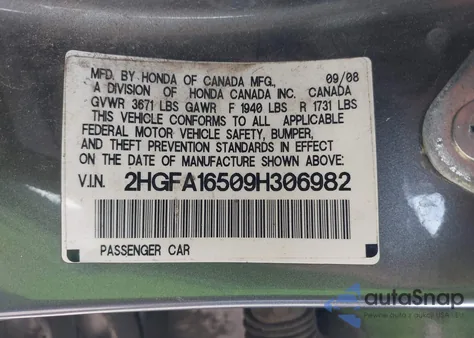 MFD. BY HONDA OF CANADA MFG., 09/08
A DIVISION OF HONDA CANADA INC. CANADA
GVWR 3671 LBS GAWR F 1940 LBS R 1731 LBS
THIS VEHICLE CONFORMS TO ALL APPLICABLE
FEDERAL MOTOR VEHICLE SAFETY, BUMPER,
AND THEFT PREVENTION STANDARDS IN EFFECT ON
THE DATE OF MANUFACTURE SHOWN ABOVE:
V.I.N. 2HGFA16509H306982
PASSENGER CAR
autoSnap